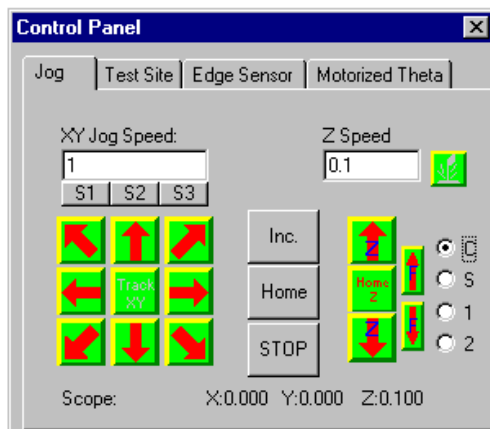 Control Panel
Jog Test Site Edge Sensor Motorized Theta
XY Jog Speed: Z Speed
1 0.1
S1 S2 S3
Inc. Z C
Track XY Home Home Z F S
STOP Z F 1
2
Scope: X:0.000 Y:0.000 Z:0.100